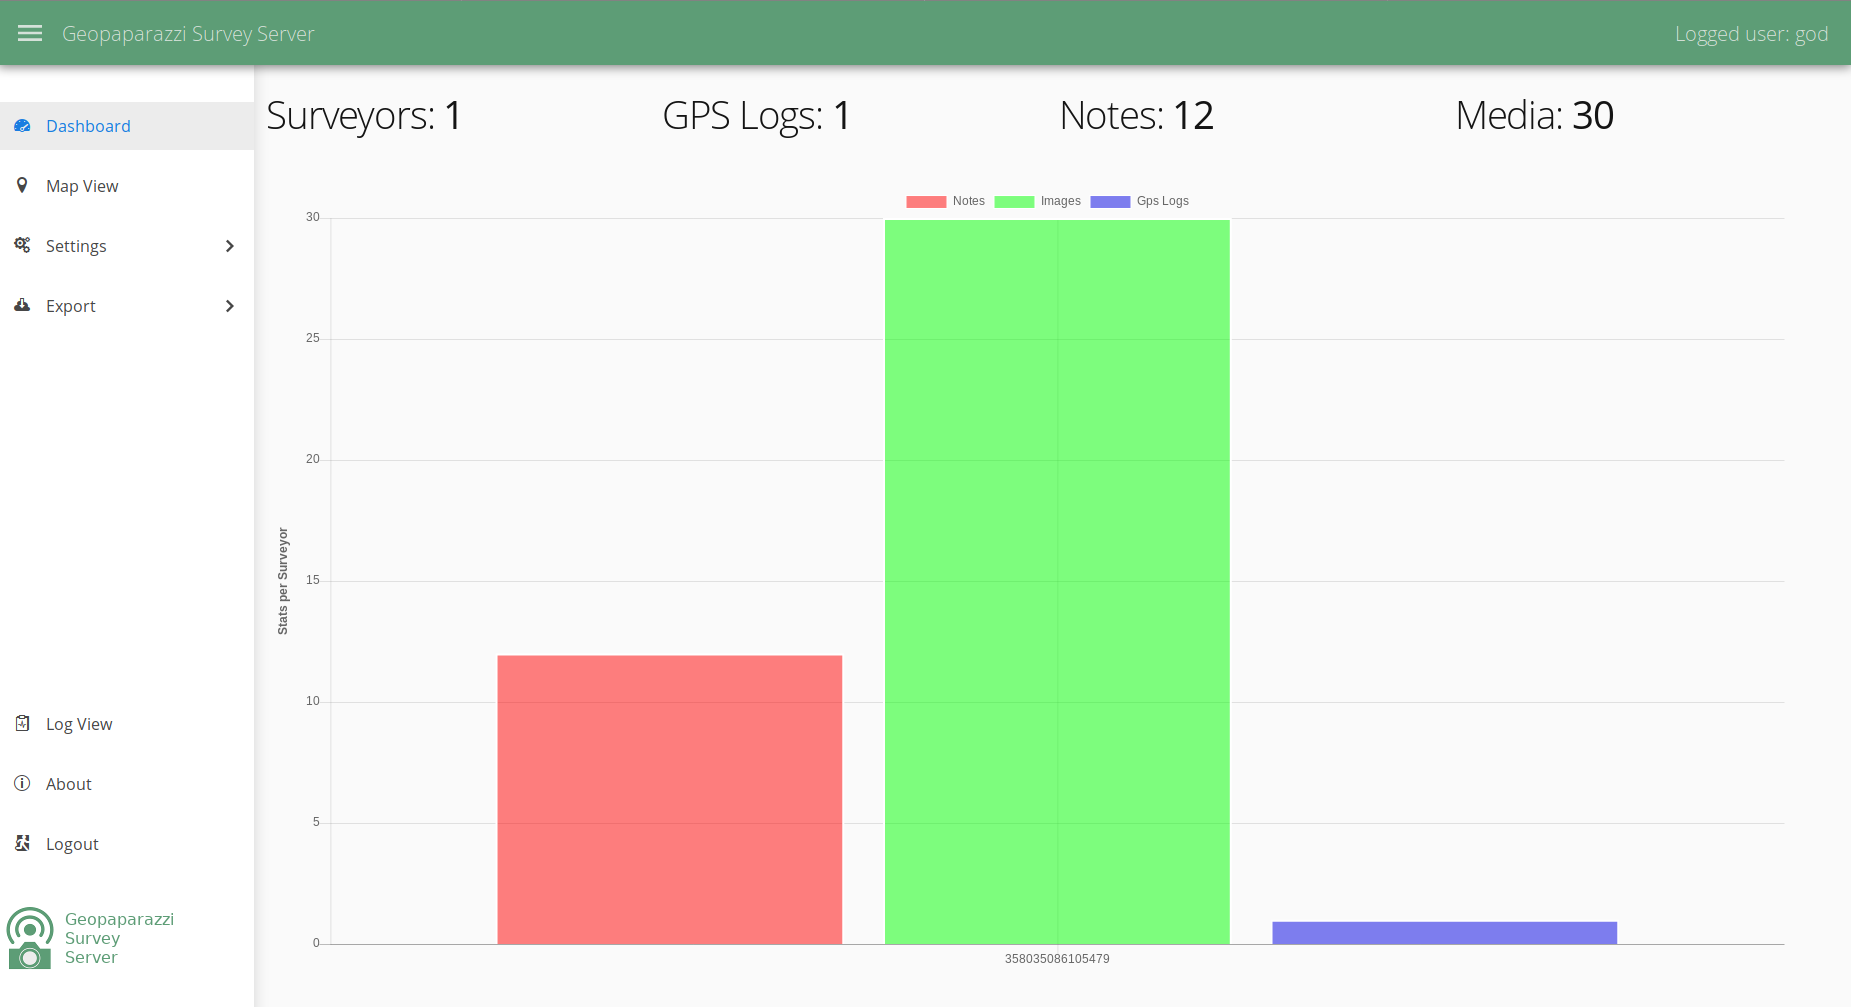 Geopaparazzi Survey Server
Logged user: god
Dashboard
Map View
Settings
Export
Log View
About
Logout
Geopaparazzi
Survey
Server
Surveyors: 1
GPS Logs: 1
Notes: 12
Media: 30
Notes
Images
Gps Logs
Stats per Surveyor
30
25
20
15
10
5
0
358035086105479